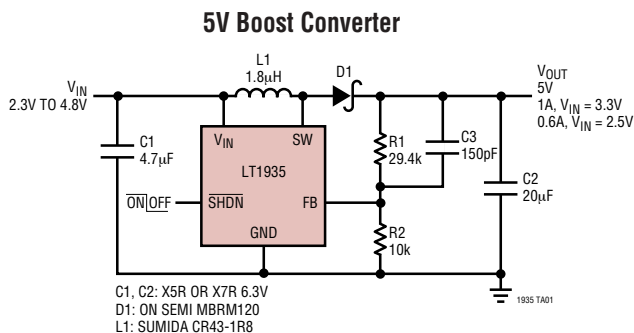 5V Boost Converter
L1
1.8µH
D1
VIN
2.3V TO 4.8V
VOUT
5V
1A, VIN = 3.3V
0.6A, VIN = 2.5V
C1
4.7µF
VIN
SW
LT1935
SHDN
FB
GND
ON OFF
R1
29.4k
C3
150pF
R2
10k
C2
20µF
C1, C2: X5R OR X7R 6.3V
D1: ON SEMI MBRM120
L1: SUMIDA CR43-1R8
1935 TA01